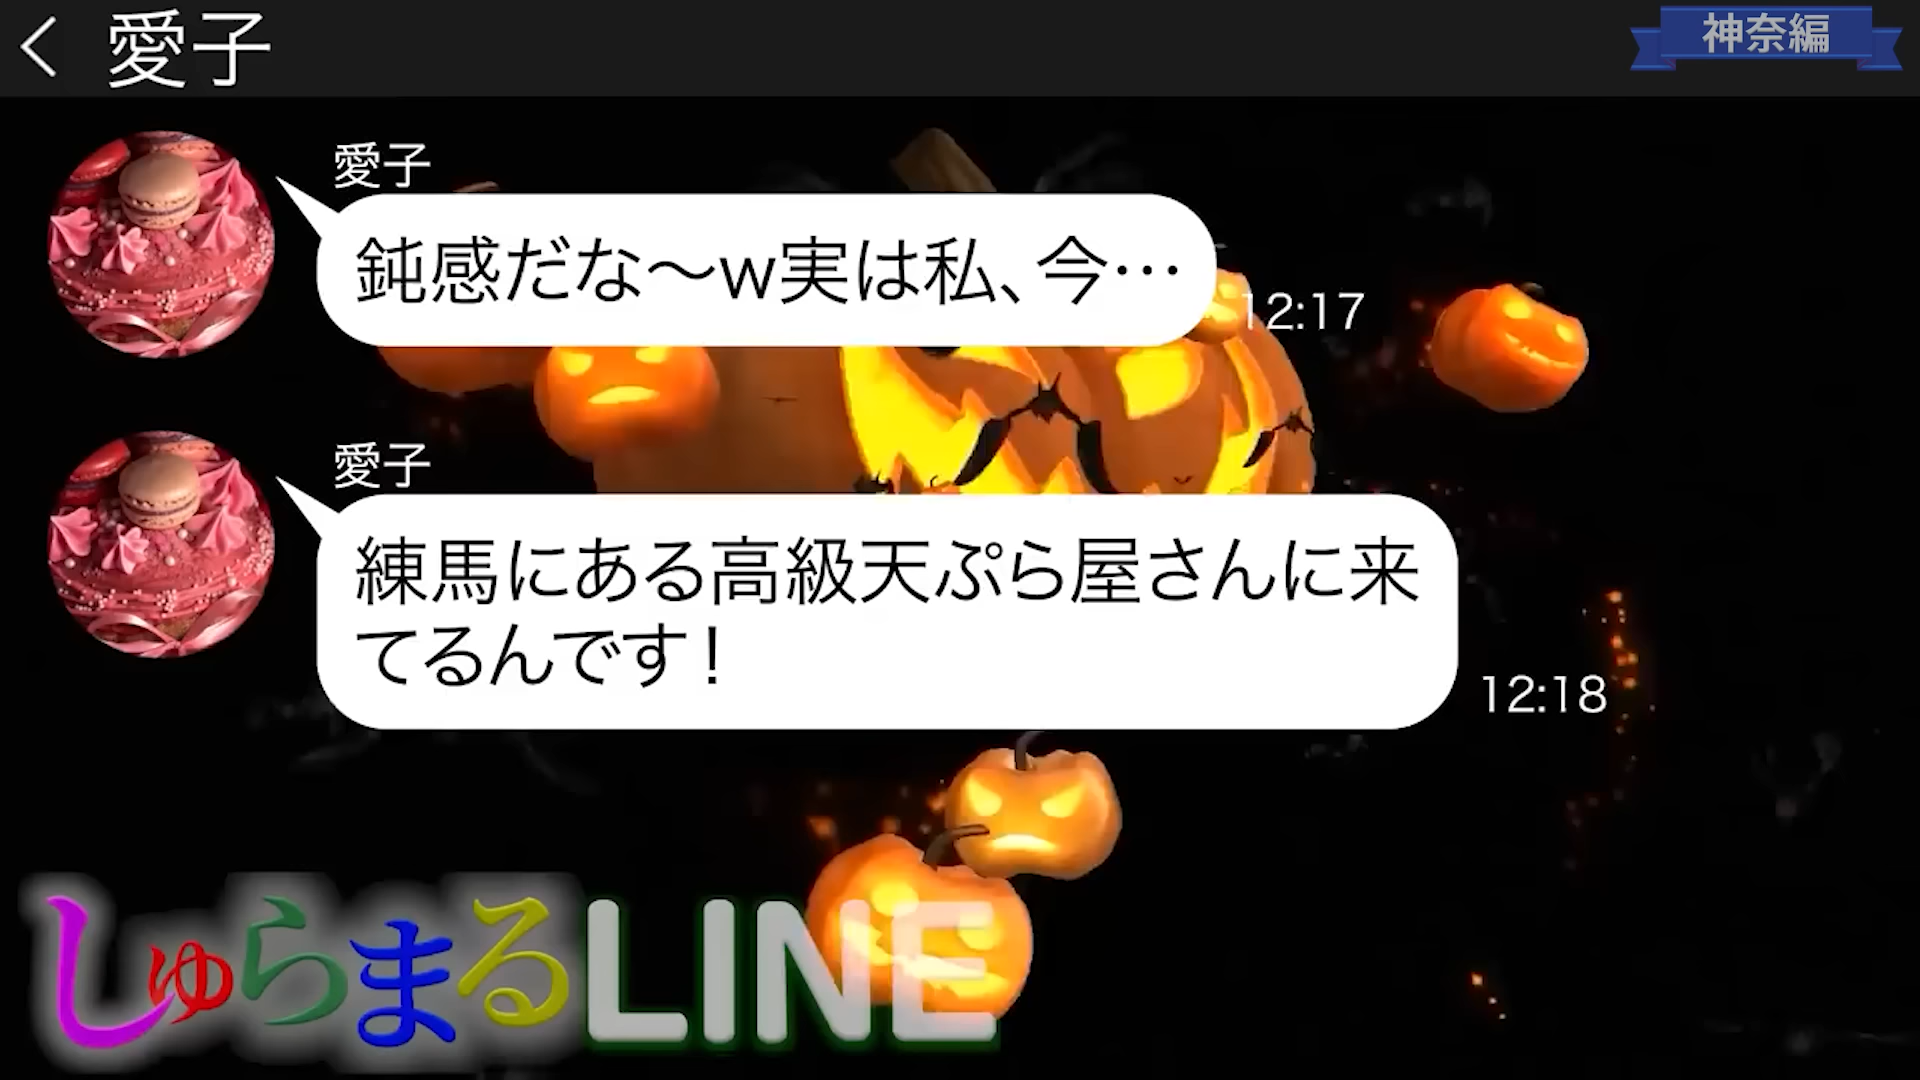 愛子
神奈編
愛子
鈍感だな〜w実は私、今…
12:17
愛子
練馬にある高級天ぷら屋さんに来
てるんです！
12:18
しゅらまるLINE